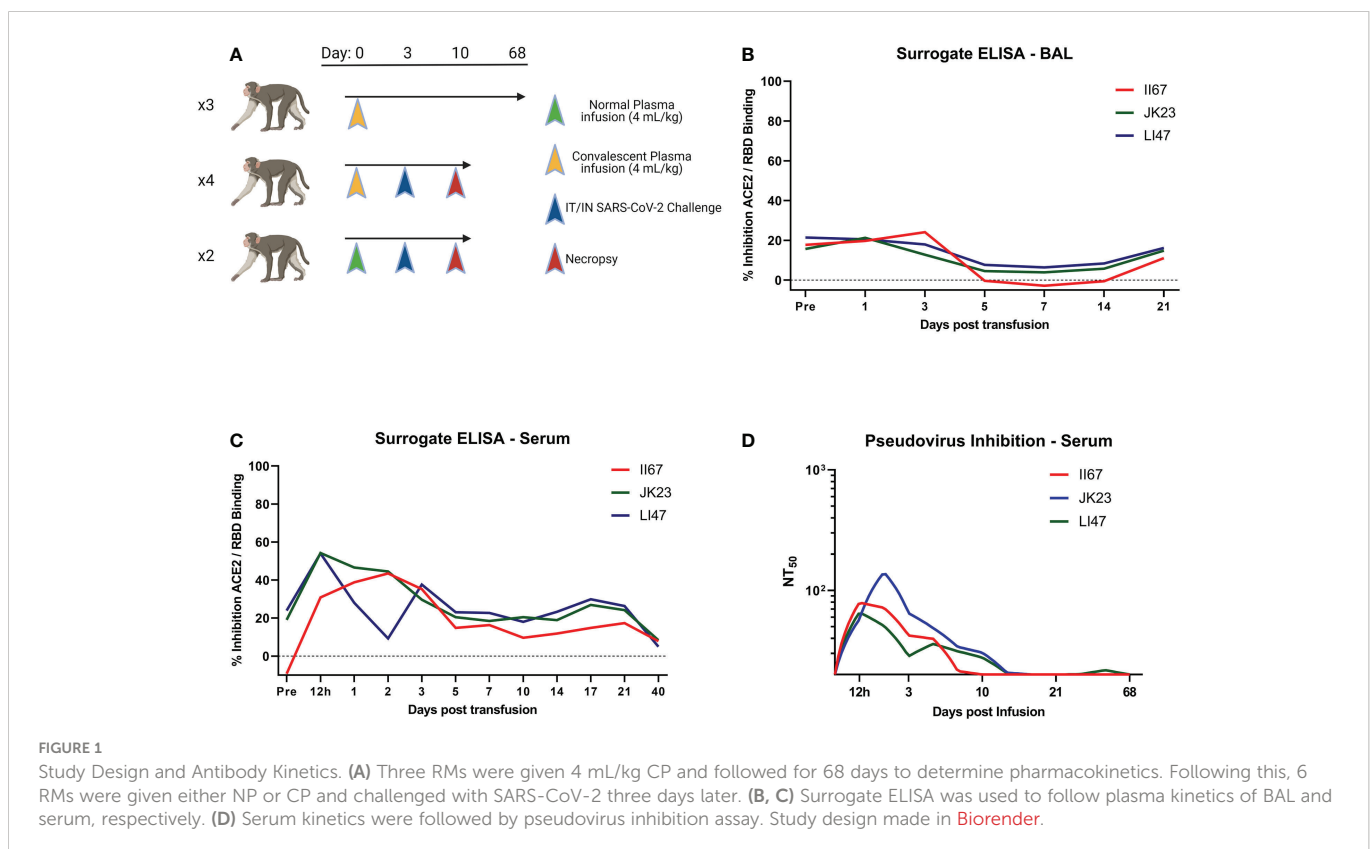 A
Day: 0 3 10 68
x3
x4
x2
Normal Plasma
infusion (4 mL/kg)
Convalescent Plasma
infusion (4 mL/kg)
IT/IN SARS-CoV-2 Challenge
Necropsy
B
Surrogate ELISA - BAL
% Inhibition ACE2 / RBD Binding
100
80
60
40
20
0
Pre 1 3 5 7 14 21
Days post transfusion
II67
JK23
LI47
C
Surrogate ELISA - Serum
% Inhibition ACE2 / RBD Binding
100
80
60
40
20
0
Pre 12h 1 2 3 5 7 10 14 17 21 40
Days post transfusion
II67
JK23
LI47
D
Pseudovirus Inhibition - Serum
NT50
10³
10²
12h 3 10 21 68
Days post Infusion
II67
JK23
LI47
FIGURE 1
Study Design and Antibody Kinetics. (A) Three RMs were given 4 mL/kg CP and followed for 68 days to determine pharmacokinetics. Following this, 6
RMs were given either NP or CP and challenged with SARS-CoV-2 three days later. (B, C) Surrogate ELISA was used to follow plasma kinetics of BAL and
serum, respectively. (D) Serum kinetics were followed by pseudovirus inhibition assay. Study design made in Biorender.